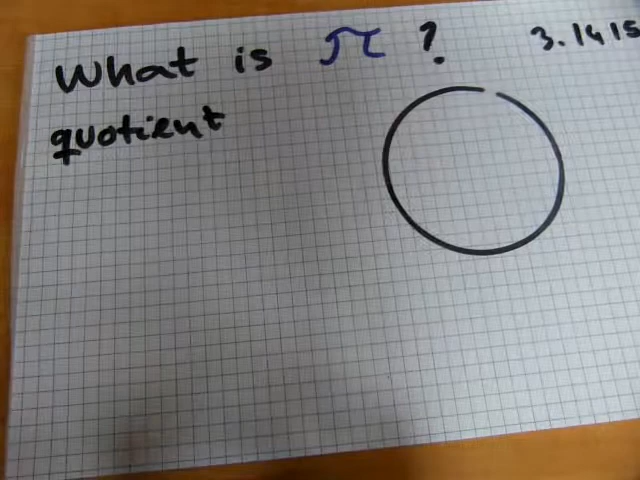 What is π ? 3.1415
quotient